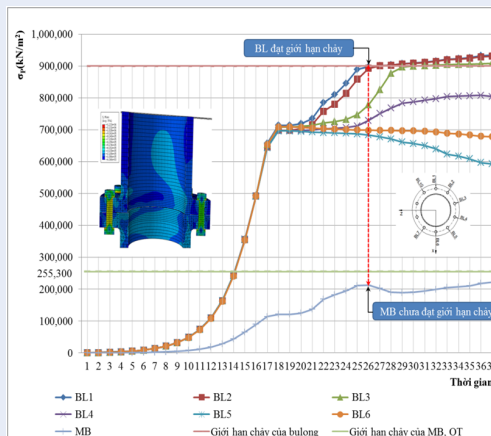 σᵧ(kN/m²)
1,000,000
900,000
800,000
700,000
600,000
500,000
400,000
300,000
255,300
200,000
100,000
0
BL đạt giới hạn chảy
MB chưa đạt giới hạn chảy
1 2 3 4 5 6 7 8 9 10 11 12 13 14 15 16 17 18 19 20 21 22 23 24 25 26 27 28 29 30 31 32 33 34 35 36 3
Thời gian
BL1 BL2 BL3
BL4 BL5 BL6
MB Giới hạn chảy của bulong Giới hạn chảy của MB, OT